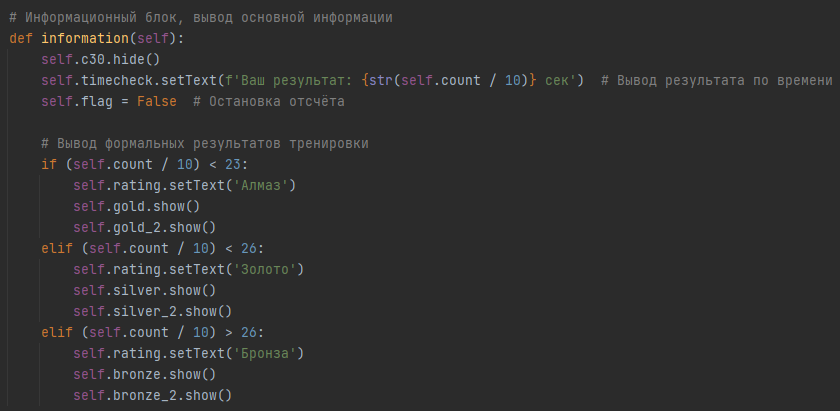 # Информационный блок, вывод основной информации
def information(self):
    self.c30.hide()
    self.timecheck.setText(f'Ваш результат: {str(self.count / 10)} сек')  # Вывод результата по времени
    self.flag = False  # Остановка отсчёта

    # Вывод формальных результатов тренировки
    if (self.count / 10) < 23:
        self.rating.setText('Алмаз')
        self.gold.show()
        self.gold_2.show()
    elif (self.count / 10) < 26:
        self.rating.setText('Золото')
        self.silver.show()
        self.silver_2.show()
    elif (self.count / 10) > 26:
        self.rating.setText('Бронза')
        self.bronze.show()
        self.bronze_2.show()